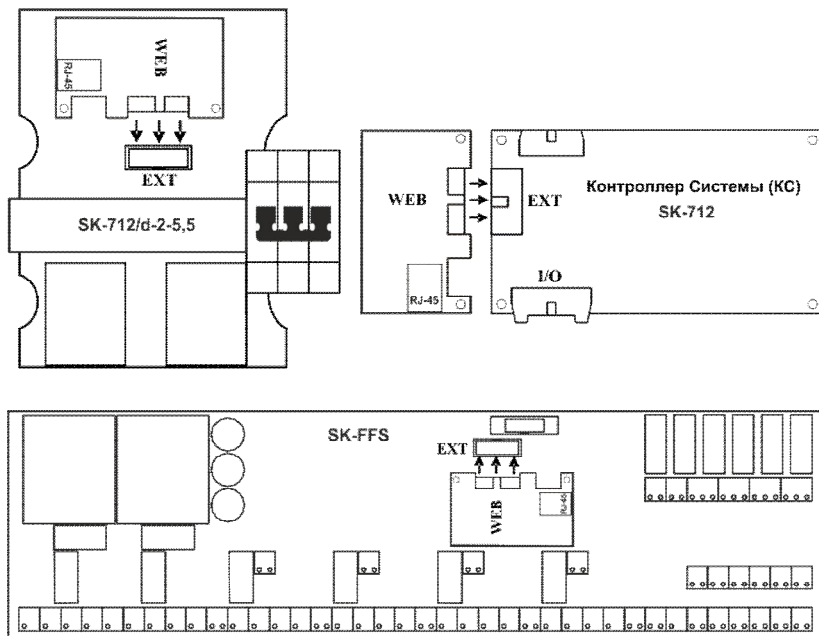 RJ-45
WEB
EXT
SK-712/d-2-5,5
WEB
RJ-45
EXT
Контроллер Системы (КС)
SK-712
I/O
SK-FFS
EXT
WEB
RJ-45